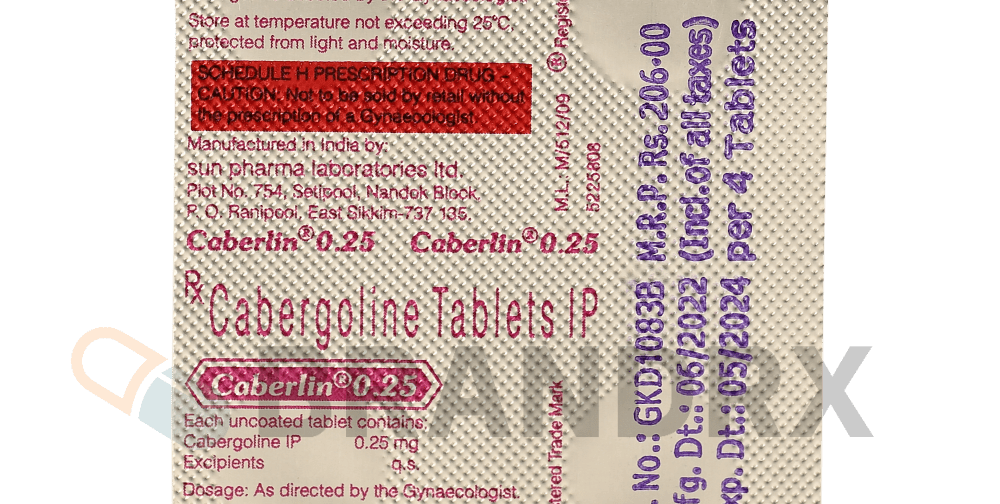 Store at temperature not exceeding 25°C,
protected from light and moisture.
SCHEDULE H PRESCRIPTION DRUG -
CAUTION: Not to be sold by retail without
the prescription of a Gynaecologist
Manufactured in India by:
sun pharma laboratories ltd.
Plot No. 754, Setipool, Nandok Block,
P. O. Ranipool, East Sikkim-737 135.
Caberlin® 0.25 Caberlin® 0.25
Rx Cabergoline Tablets IP
Caberlin® 0.25
Each uncoated tablet contains:
Cabergoline IP 0.25 mg
Excipients q.s.
Dosage: As directed by the Gynaecologist.
M.L.: M/512/09 ® Registe
5225808
tered Trade Mark
No.: GKD1083B M.R.P.Rs.206.00
fg. Dt.: 06/2022 (Incl.of all taxes)
xp. Dt.: 05/2024 per 4 Tablets
BRANDRX